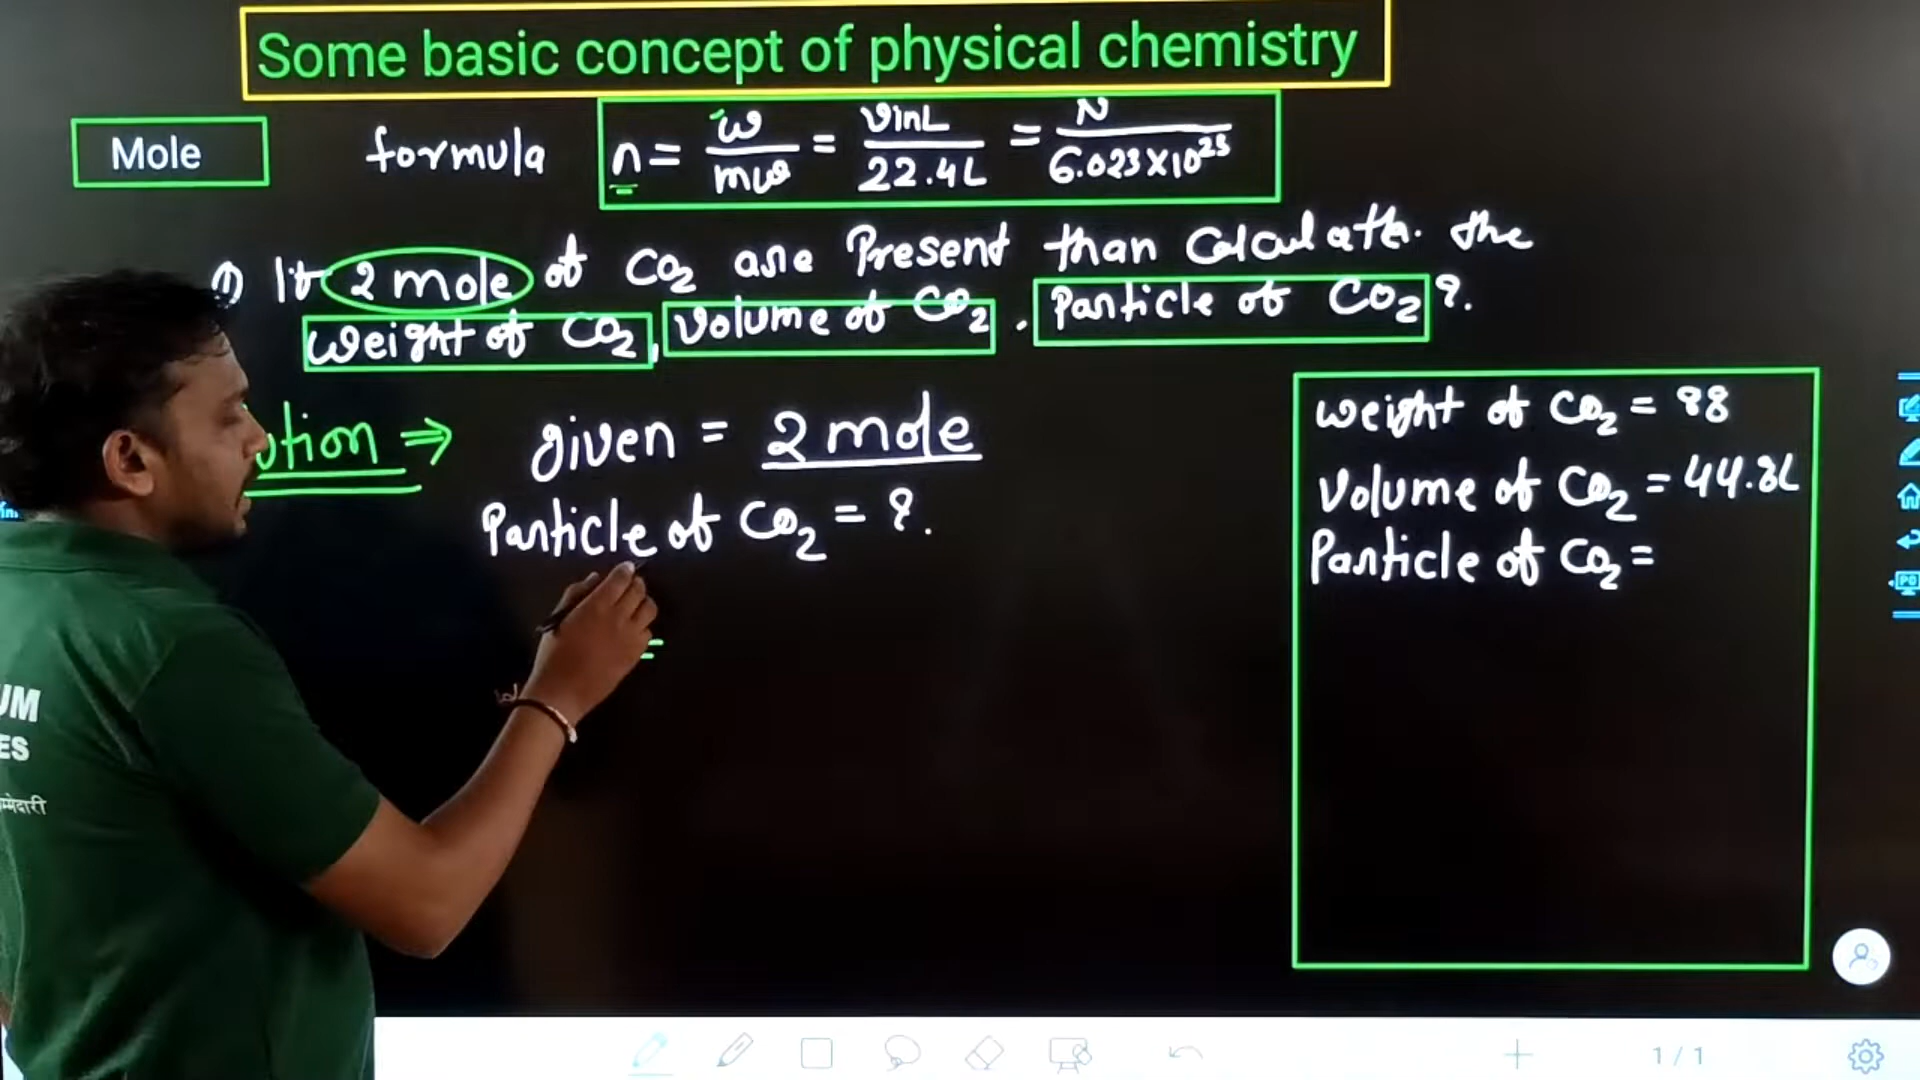 Some basic concept of physical chemistry
Mole
formula n = w/mw = V in L/22.4L = N/6.023×10²³
1) If 2 mole of CO₂ are Present than Calculate. the
Weight of CO₂, Volume of CO₂. Particle of CO₂?.
ution ⇒ given = 2 mole
Particle of CO₂ = ?.
=
weight of CO₂ = 88
Volume of CO₂ = 44.8L
Particle of CO₂ =
UM
ES
म्मेदारी
1 / 1